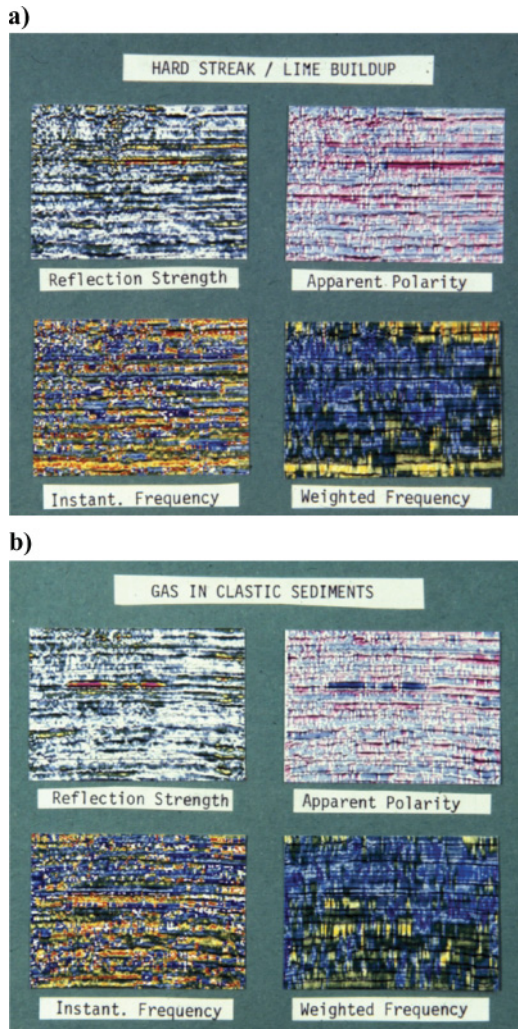 a)
HARD STREAK / LIME BUILDUP
Reflection Strength
Apparent Polarity
Instant. Frequency
Weighted Frequency
b)
GAS IN CLASTIC SEDIMENTS
Reflection Strength
Apparent Polarity
Instant. Frequency
Weighted Frequency